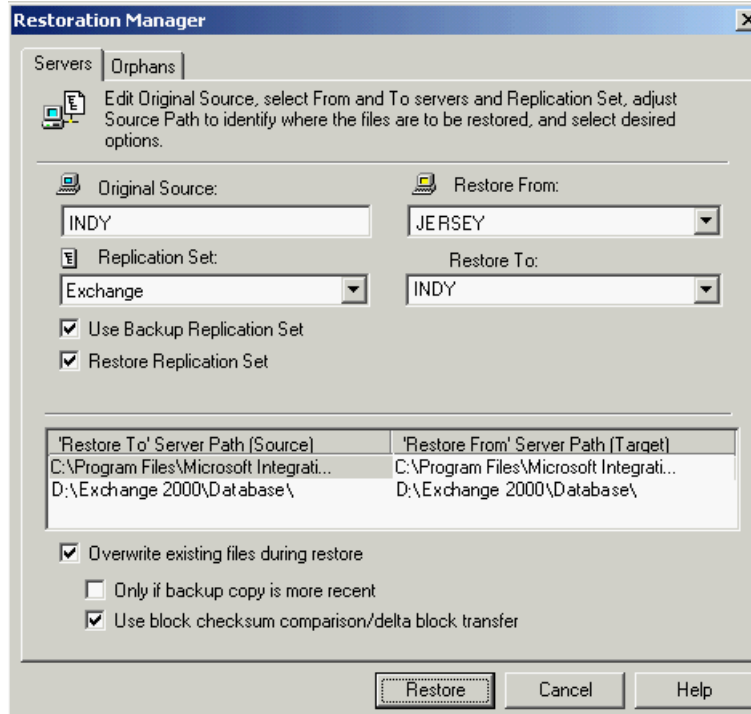 Restoration Manager
Servers
Orphans
Edit Original Source, select From and To servers and Replication Set, adjust
Source Path to identify where the files are to be restored, and select desired
options.
Original Source:
Restore From:
INDY
JERSEY
Replication Set:
Restore To:
Exchange
INDY
Use Backup Replication Set
Restore Replication Set
'Restore To' Server Path (Source)
'Restore From' Server Path (Target)
C:\Program Files\Microsoft Integrati...
C:\Program Files\Microsoft Integrati...
D:\Exchange 2000\Database\
D:\Exchange 2000\Database\
Overwrite existing files during restore
Only if backup copy is more recent
Use block checksum comparison/delta block transfer
Restore
Cancel
Help